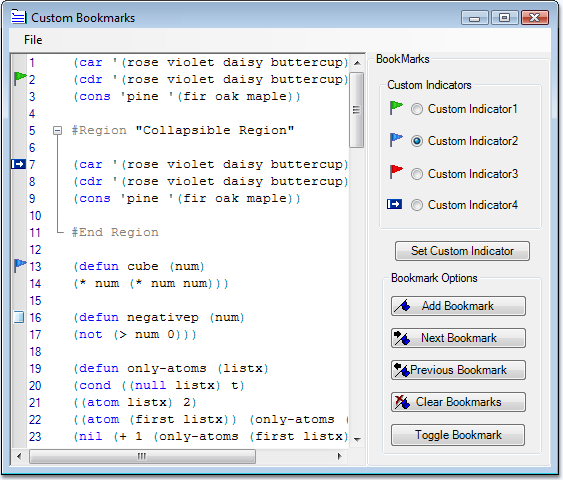 Custom Bookmarks
File
1 (car '(rose violet daisy buttercup)
2 (cdr '(rose violet daisy buttercup)
3 (cons 'pine '(fir oak maple))
4
5 #Region "Collapsible Region"
6
7 (car '(rose violet daisy buttercup)
8 (cdr '(rose violet daisy buttercup)
9 (cons 'pine '(fir oak maple))
10
11 #End Region
12
13 (defun cube (num)
14 (* num (* num num)))
15
16 (defun negativep (num)
17 (not (> num 0)))
18
19 (defun only-atoms (listx)
20 (cond ((null listx) t)
21 ((atom listx) 2)
22 ((atom (first listx)) (only-atoms (
23 (nil (+ 1 (only-atoms (first listx)
BookMarks
Custom Indicators
Custom Indicator1
Custom Indicator2
Custom Indicator3
Custom Indicator4
Set Custom Indicator
Bookmark Options
Add Bookmark
Next Bookmark
Previous Bookmark
Clear Bookmarks
Toggle Bookmark